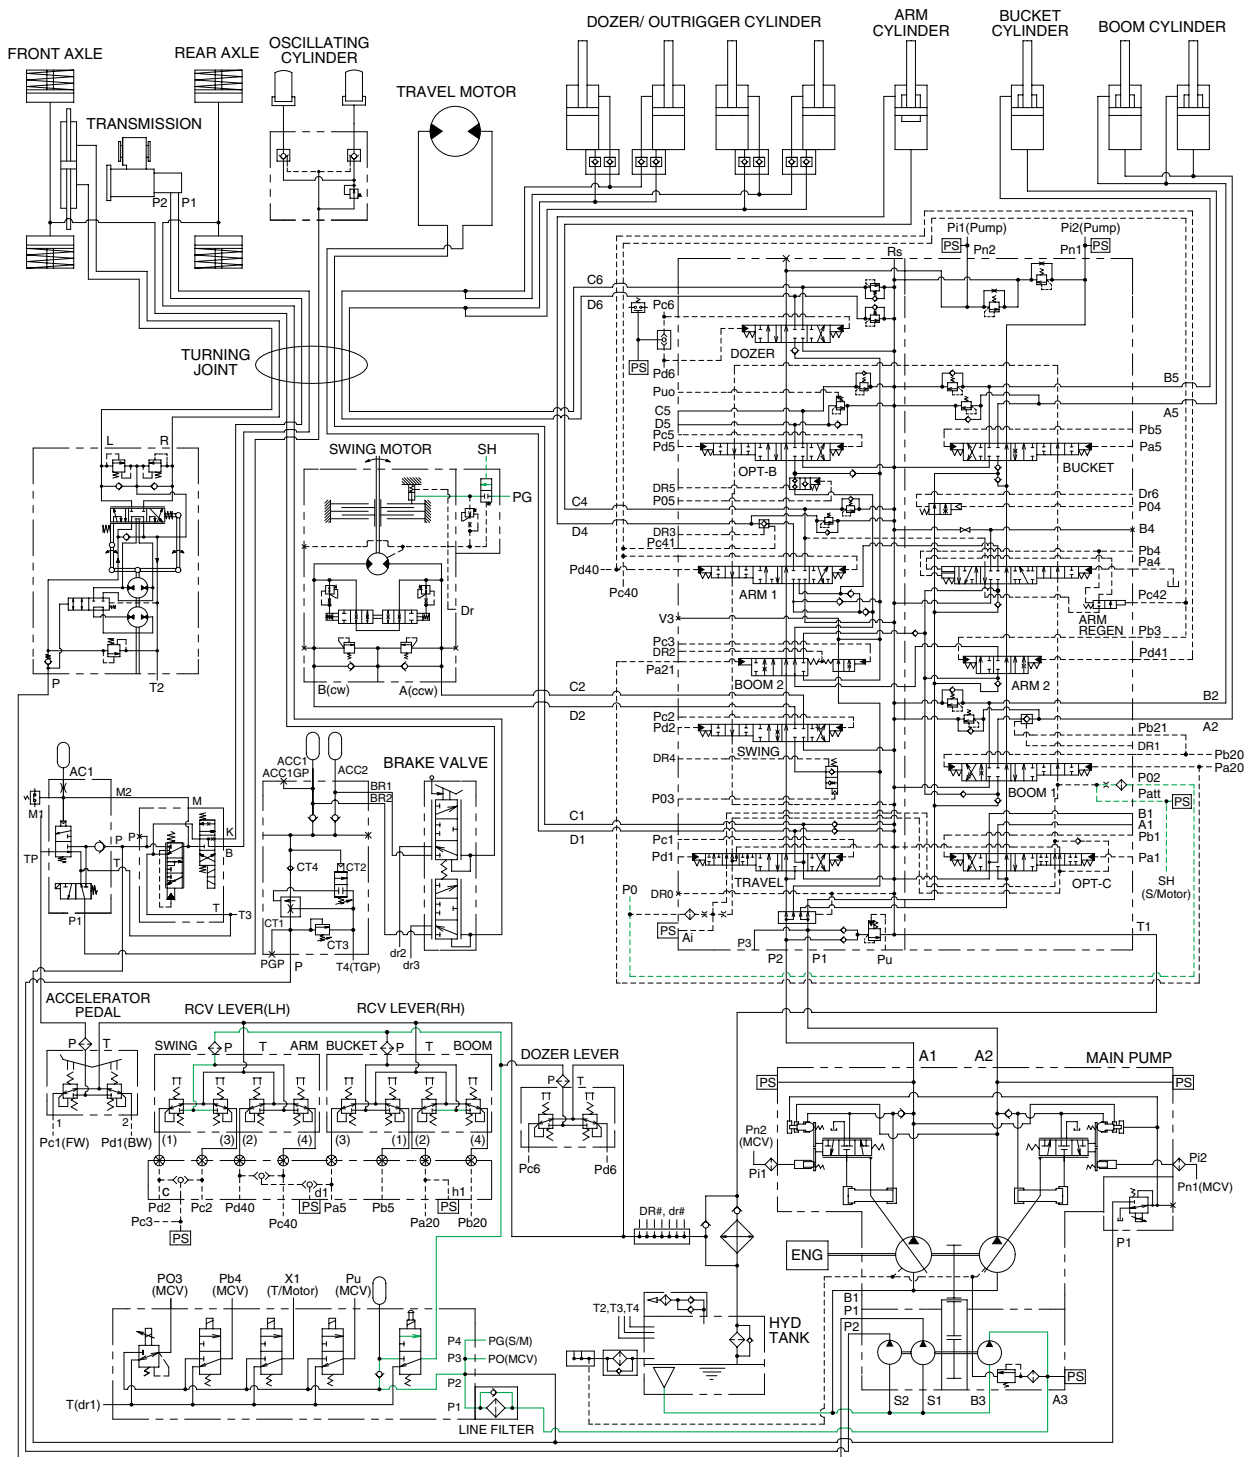 DOZER/ OUTRIGGER CYLINDER
ARM
CYLINDER
BUCKET
CYLINDER
BOOM CYLINDER
FRONT AXLE
REAR AXLE
OSCILLATING
CYLINDER
TRAVEL MOTOR
TRANSMISSION
P2 P1
TURNING
JOINT
Pi1(Pump)
Pi2(Pump)
PS Pn2
Pn1 PS
Rs
C6
D6
Pc6
PS
Pd6
DOZER
Puo
C5
D5
Pc5
Pd5
OPT-B
B5
A5
Pb5
Pa5
BUCKET
L R
SWING MOTOR
SH
PG
DR5
P05
Dr6
P04
C4
D4
DR3
Pc41
B4
Pb4
Pa4
Pd40
Pc40
ARM 1
Pc42
ARM
REGEN
Dr
V3
Pc3
DR2
Pa21
BOOM 2
Pb3
Pd41
ARM 2
P T2
B(cw) A(ccw)
C2
D2
B2
A2
Pc2
Pd2
SWING
Pb21
DR1
Pb20
Pa20
DR4
P03
BOOM 1
P02
Patt
PS
AC1
M2
M1
M
K
B
P P
TP
T
P1
T
T3
ACC1
ACC1GP
ACC2
BRAKE VALVE
BR1
BR2
CT4
CT2
CT1
CT3
PGP P T4(TGP)
dr2
dr3
C1
D1
Pc1
Pd1
TRAVEL
B1
A1
Pb1
Pa1
OPT-C
P0
DR0
SH
(S/Motor)
PS Ai
P3
P2 P1
Pu
T1
ACCELERATOR
PEDAL
RCV LEVER(LH)
RCV LEVER(RH)
P T
SWING P T ARM
BUCKET P T BOOM
DOZER LEVER
P T
1 2
Pc1(FW) Pd1(BW)
(1) (3) (2) (4)
(3) (1) (2) (4)
Pc6 Pd6
C d1 h1
Pd2 Pc2 Pd40 PS Pa5 Pb5 Pa20 PS Pb20
Pc3 Pc40
PS
A1 A2
MAIN PUMP
PS PS
Pn2
(MCV)
Pi1
Pi2
Pn1(MCV)
P1
DR#, dr#
ENG
B1
P1
P2
T2,T3,T4
HYD
TANK
S2 S1 B3 A3
PS
PO3
(MCV)
Pb4
(MCV)
X1
(T/Motor)
Pu
(MCV)
P4 PG(S/M)
P3 PO(MCV)
P2
P1
T(dr1)
LINE FILTER